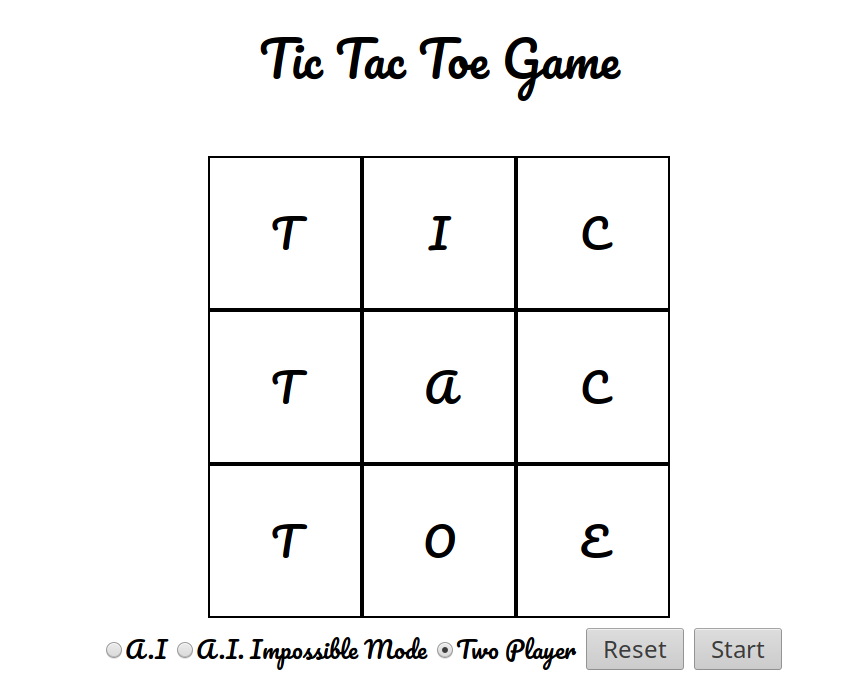 Tic Tac Toe Game
T I C
T A C
T O E
A.I A.I. Impossible Mode Two Player Reset Start